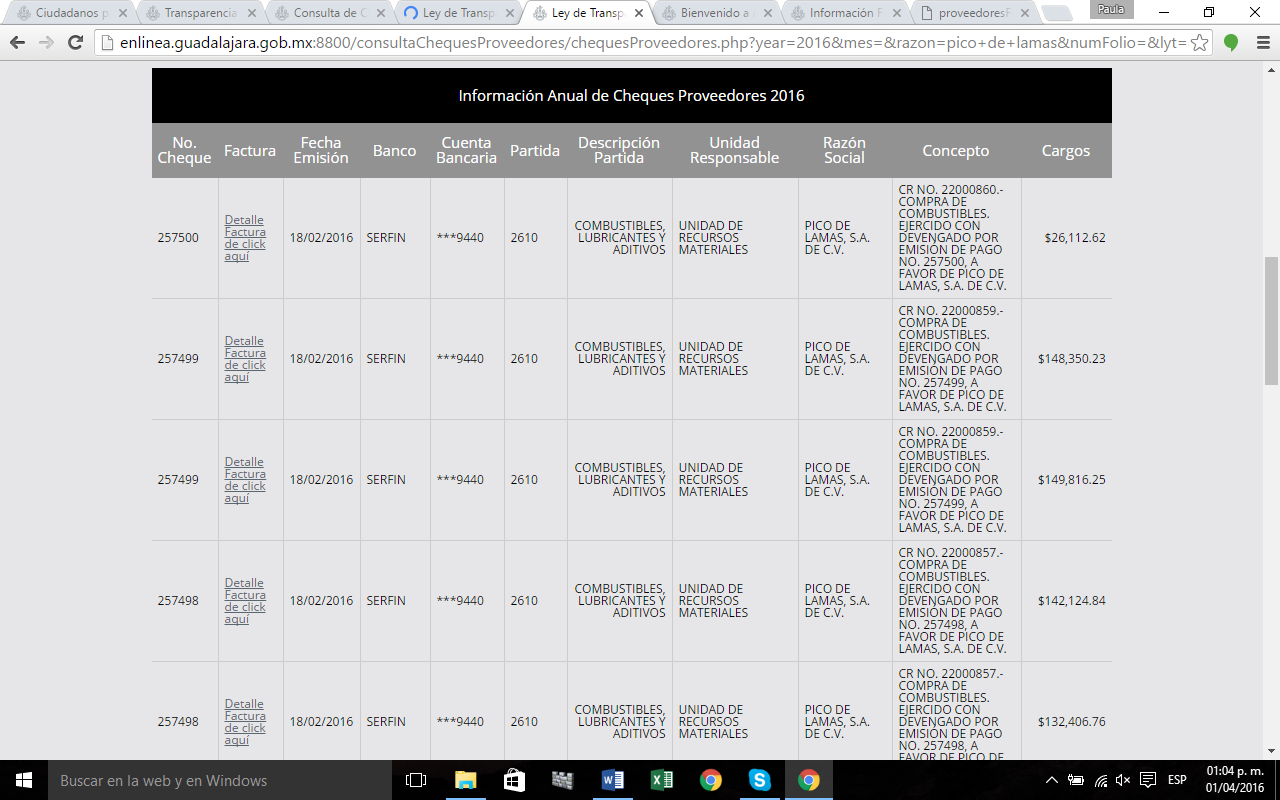 Ciudadanos p
Transparencia
Consulta de C
Ley de Transp
Ley de Transp
Bienvenido a
Información F
proveedoresF
Paula
enlinea.guadalajara.gob.mx:8800/consultaChequesProveedores/chequesProveedores.php?year=2016&mes=&razon=pico+de+lamas&numFolio=&lyt=
Información Anual de Cheques Proveedores 2016
No.
Cheque
Factura
Fecha
Emisión
Banco
Cuenta
Bancaria
Partida
Descripción
Partida
Unidad
Responsable
Razón
Social
Concepto
Cargos
257500
Detalle
Factura
de click
aquí
18/02/2016
SERFIN
***9440
2610
COMBUSTIBLES,
LUBRICANTES Y
ADITIVOS
UNIDAD DE
RECURSOS
MATERIALES
PICO DE
LAMAS, S.A.
DE C.V.
CR NO. 22000860.-
COMPRA DE
COMBUSTIBLES.
EJERCIDO CON
DEVENGADO POR
EMISIÓN DE PAGO
NO. 257500, A
FAVOR DE PICO DE
LAMAS, S.A. DE C.V.
$26,112.62
257499
Detalle
Factura
de click
aquí
18/02/2016
SERFIN
***9440
2610
COMBUSTIBLES,
LUBRICANTES Y
ADITIVOS
UNIDAD DE
RECURSOS
MATERIALES
PICO DE
LAMAS, S.A.
DE C.V.
CR NO. 22000859.-
COMPRA DE
COMBUSTIBLES.
EJERCIDO CON
DEVENGADO POR
EMISIÓN DE PAGO
NO. 257499, A
FAVOR DE PICO DE
LAMAS, S.A. DE C.V.
$148,350.23
257499
Detalle
Factura
de click
aquí
18/02/2016
SERFIN
***9440
2610
COMBUSTIBLES,
LUBRICANTES Y
ADITIVOS
UNIDAD DE
RECURSOS
MATERIALES
PICO DE
LAMAS, S.A.
DE C.V.
CR NO. 22000859.-
COMPRA DE
COMBUSTIBLES.
EJERCIDO CON
DEVENGADO POR
EMISIÓN DE PAGO
NO. 257499, A
FAVOR DE PICO DE
LAMAS, S.A. DE C.V.
$149,816.25
257498
Detalle
Factura
de click
aquí
18/02/2016
SERFIN
***9440
2610
COMBUSTIBLES,
LUBRICANTES Y
ADITIVOS
UNIDAD DE
RECURSOS
MATERIALES
PICO DE
LAMAS, S.A.
DE C.V.
CR NO. 22000857.-
COMPRA DE
COMBUSTIBLES.
EJERCIDO CON
DEVENGADO POR
EMISIÓN DE PAGO
NO. 257498, A
FAVOR DE PICO DE
LAMAS, S.A. DE C.V.
$142,124.84
257498
Detalle
Factura
de click
aquí
18/02/2016
SERFIN
***9440
2610
COMBUSTIBLES,
LUBRICANTES Y
ADITIVOS
UNIDAD DE
RECURSOS
MATERIALES
PICO DE
LAMAS, S.A.
DE C.V.
CR NO. 22000857.-
COMPRA DE
COMBUSTIBLES.
EJERCIDO CON
DEVENGADO POR
EMISIÓN DE PAGO
NO. 257498, A
FAVOR DE PICO DE
$132,406.76
Buscar en la web y en Windows
ESP
01:04 p. m.
01/04/2016